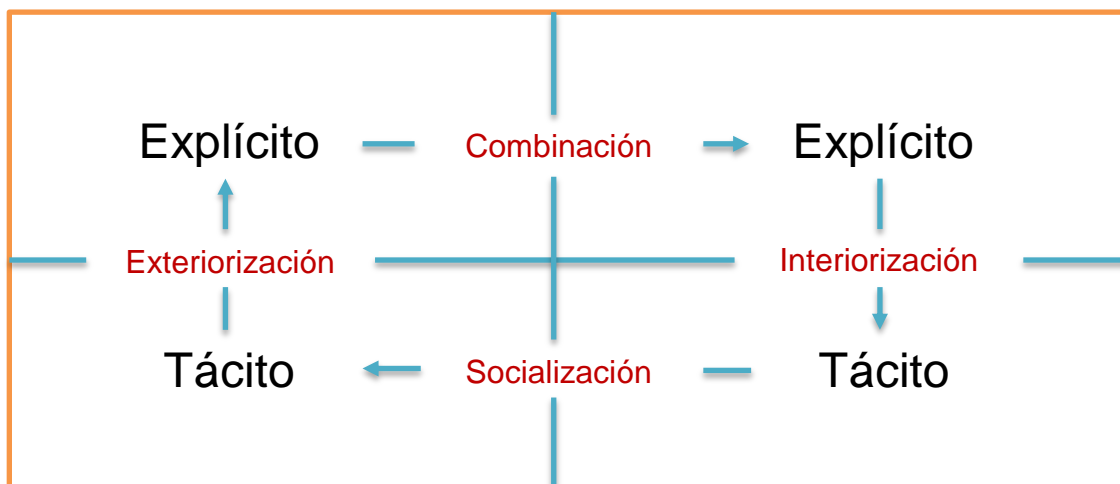 Explícito
Combinación
Explícito
Exteriorización
Interiorización
Tácito
Socialización
Tácito